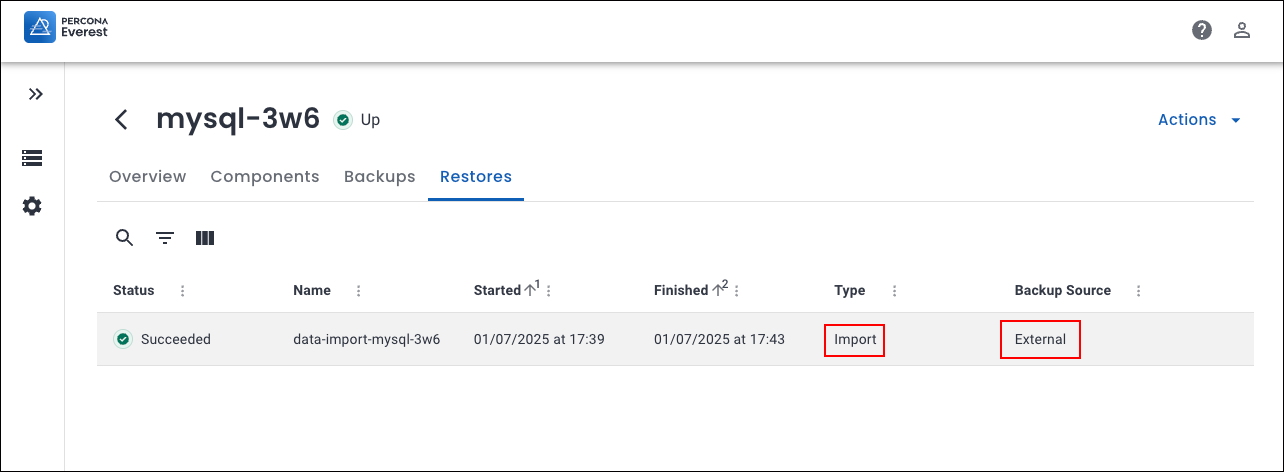 PERCONA
Everest
mysql-3w6 Up Actions
Overview Components Backups Restores
Status Name Started 1 Finished 2 Type Backup Source
Succeeded data-import-mysql-3w6 01/07/2025 at 17:39 01/07/2025 at 17:43 Import External